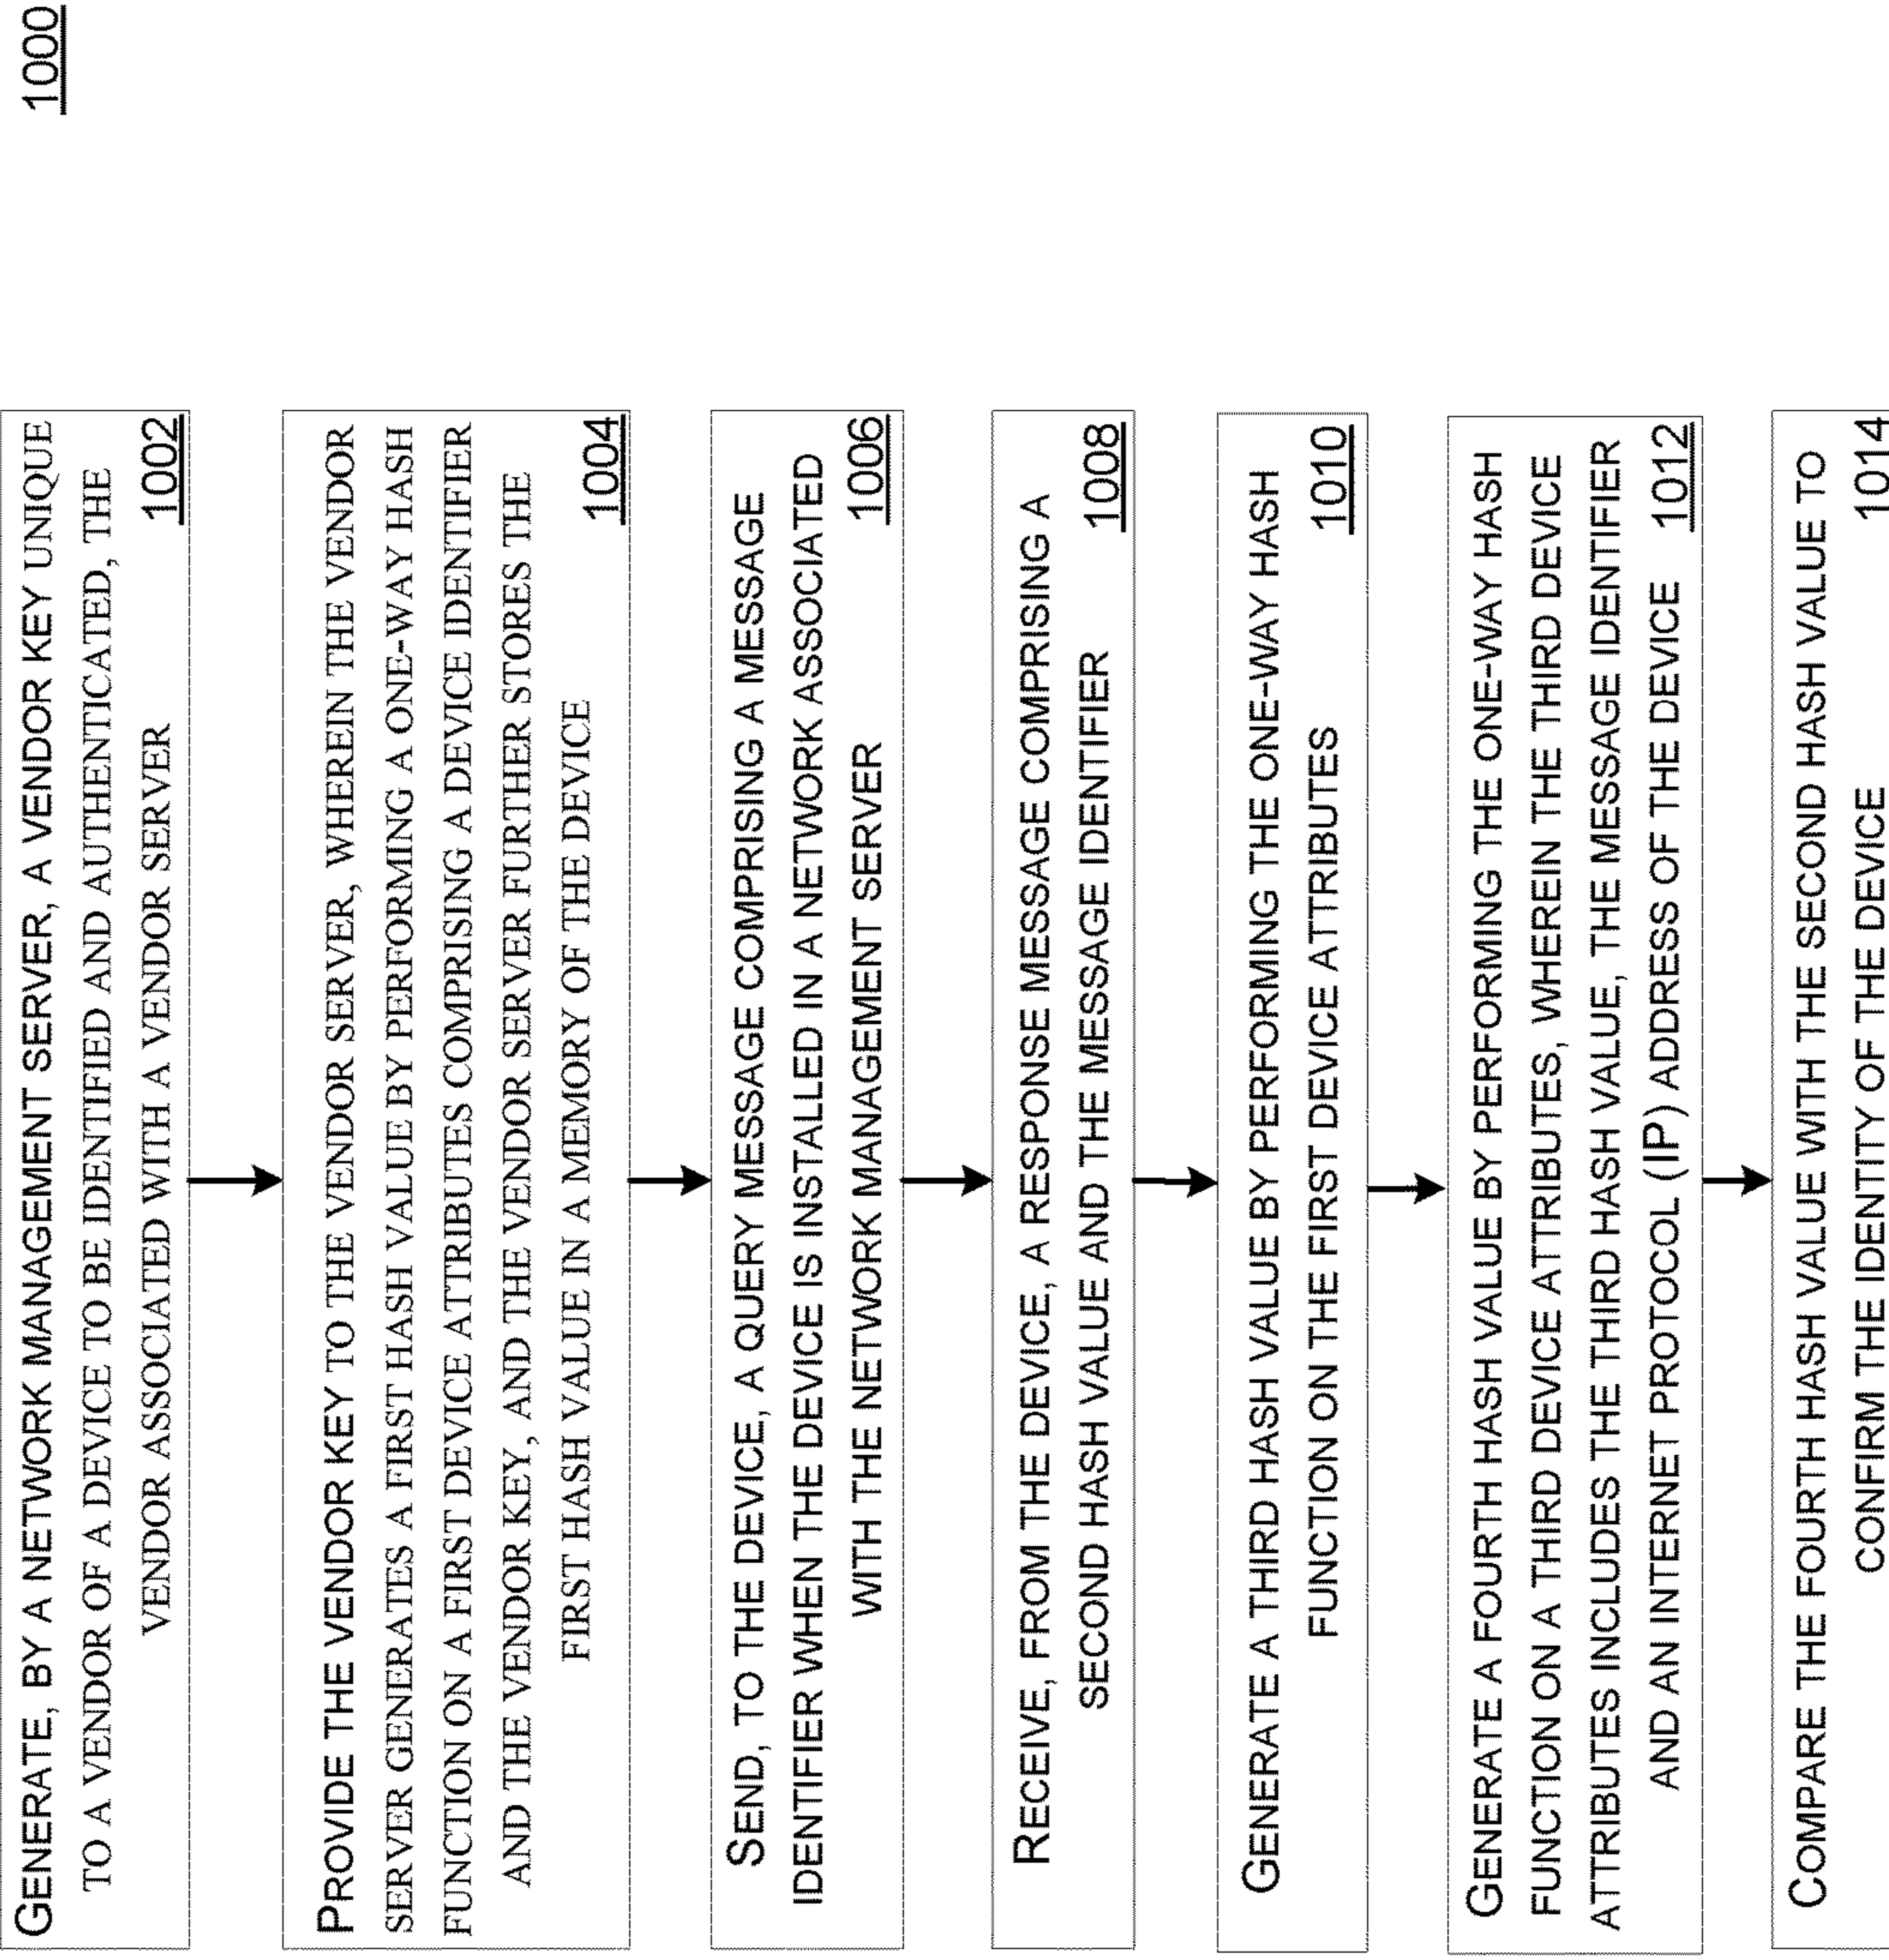 1000
GENERATE, BY A NETWORK MANAGEMENT SERVER, A VENDOR KEY UNIQUE
TO A VENDOR OF A DEVICE TO BE IDENTIFIED AND AUTHENTICATED, THE
VENDOR ASSOCIATED WITH A VENDOR SERVER
1002
PROVIDE THE VENDOR KEY TO THE VENDOR SERVER, WHEREIN THE VENDOR
SERVER GENERATES A FIRST HASH VALUE BY PERFORMING A ONE-WAY HASH
FUNCTION ON A FIRST DEVICE ATTRIBUTES COMPRISING A DEVICE IDENTIFIER
AND THE VENDOR KEY, AND THE VENDOR SERVER FURTHER STORES THE
FIRST HASH VALUE IN A MEMORY OF THE DEVICE
1004
SEND, TO THE DEVICE, A QUERY MESSAGE COMPRISING A MESSAGE
IDENTIFIER WHEN THE DEVICE IS INSTALLED IN A NETWORK ASSOCIATED
WITH THE NETWORK MANAGEMENT SERVER
1006
RECEIVE, FROM THE DEVICE, A RESPONSE MESSAGE COMPRISING A
SECOND HASH VALUE AND THE MESSAGE IDENTIFIER
1008
GENERATE A THIRD HASH VALUE BY PERFORMING THE ONE-WAY HASH
FUNCTION ON THE FIRST DEVICE ATTRIBUTES
1010
GENERATE A FOURTH HASH VALUE BY PERFORMING THE ONE-WAY HASH
FUNCTION ON A THIRD DEVICE ATTRIBUTES, WHEREIN THE THIRD DEVICE
ATTRIBUTES INCLUDES THE THIRD HASH VALUE, THE MESSAGE IDENTIFIER
AND AN INTERNET PROTOCOL (IP) ADDRESS OF THE DEVICE
1012
COMPARE THE FOURTH HASH VALUE WITH THE SECOND HASH VALUE TO
CONFIRM THE IDENTITY OF THE DEVICE
1014